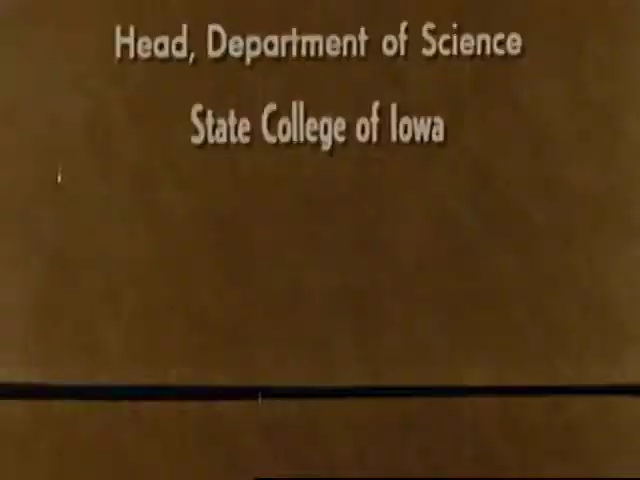 Head, Department of Science
State College of Iowa